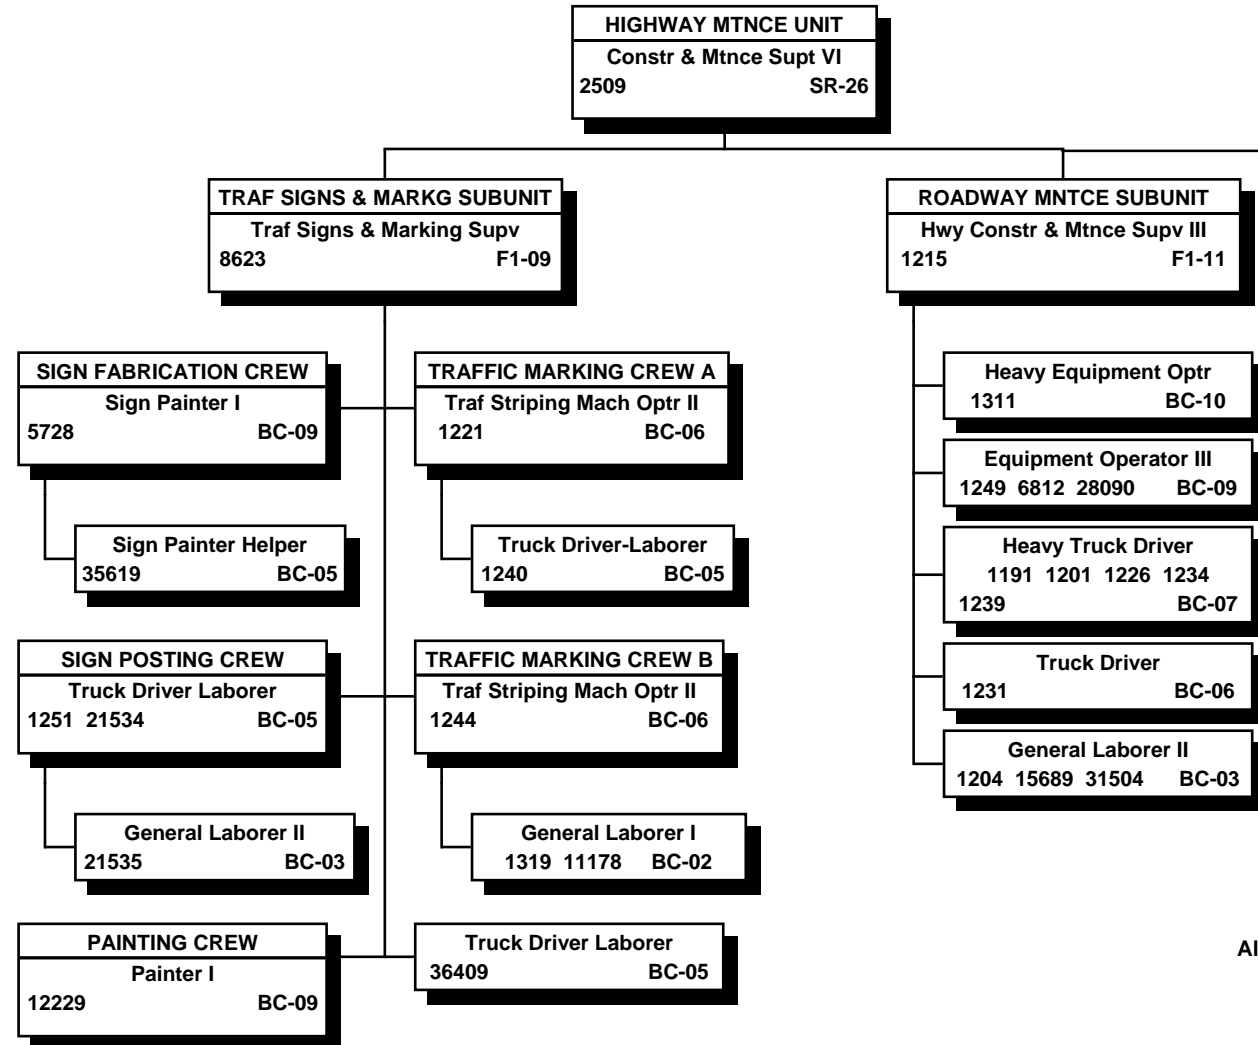 HIGHWAY MTNCE UNIT
Constr & Mtnce Supt VI
2509 SR-26
TRAF SIGNS & MARKG SUBUNIT
Traf Signs & Marking Supv
8623 F1-09
ROADWAY MNTCE SUBUNIT
Hwy Constr & Mtnce Supv III
1215 F1-11
SIGN FABRICATION CREW
Sign Painter I
5728 BC-09
Sign Painter Helper
35619 BC-05
TRAFFIC MARKING CREW A
Traf Striping Mach Optr II
1221 BC-06
Truck Driver-Laborer
1240 BC-05
SIGN POSTING CREW
Truck Driver Laborer
1251 21534 BC-05
General Laborer II
21535 BC-03
TRAFFIC MARKING CREW B
Traf Striping Mach Optr II
1244 BC-06
General Laborer I
1319 11178 BC-02
PAINTING CREW
Painter I
12229 BC-09
Truck Driver Laborer
36409 BC-05
Heavy Equipment Optr
1311 BC-10
Equipment Operator III
1249 6812 28090 BC-09
Heavy Truck Driver
1191 1201 1226 1234
1239 BC-07
Truck Driver
1231 BC-06
General Laborer II
1204 15689 31504 BC-03